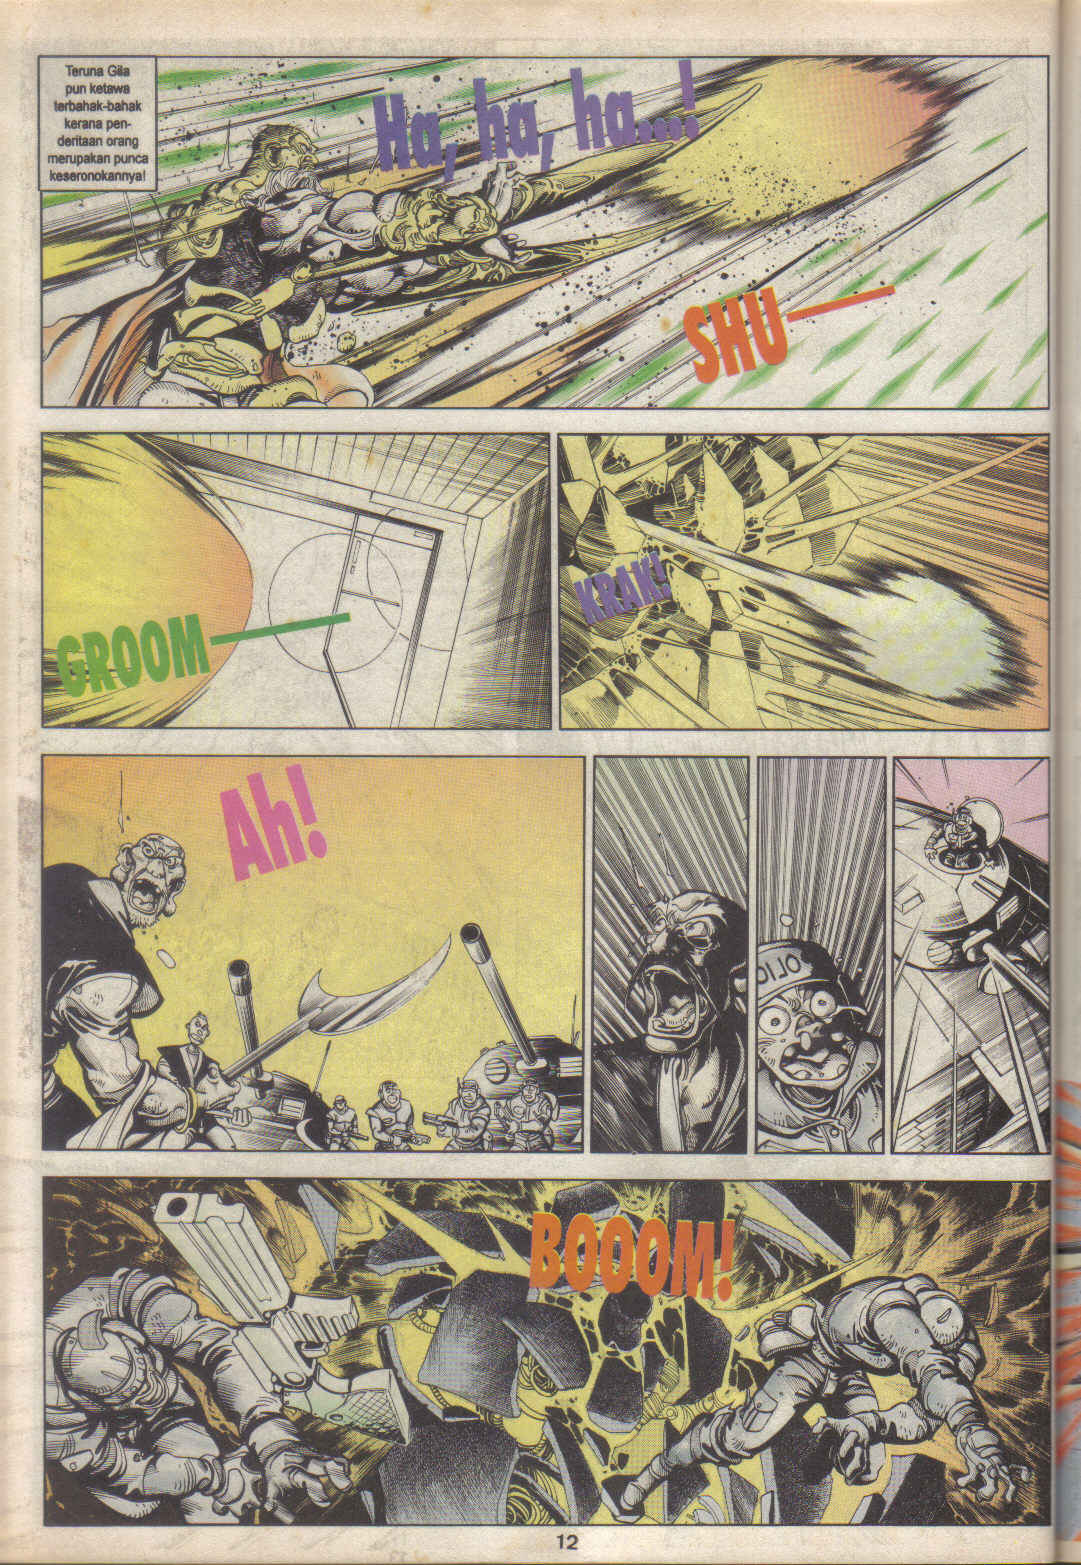 Teruna Gila
pun ketawa
terbahak-bahak
kerana pen-
deritaan orang
merupakan punca
keseronokannya!
Ha, ha, ha....!
SHU—
GROOM—
KRAK!
Ah!
OLIC
BOOOM!
12